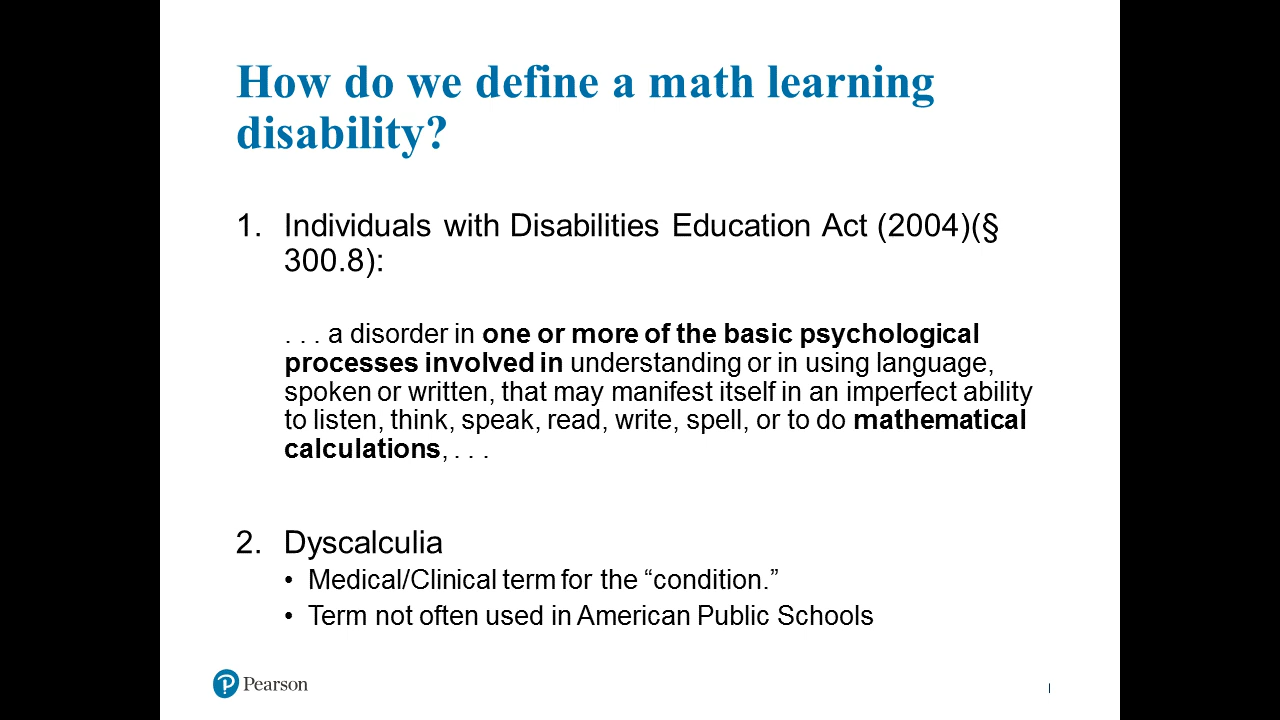 How do we define a math learning
disability?
1. Individuals with Disabilities Education Act (2004)(§
300.8):
. . . a disorder in one or more of the basic psychological
processes involved in understanding or in using language,
spoken or written, that may manifest itself in an imperfect ability
to listen, think, speak, read, write, spell, or to do mathematical
calculations, . . .
2. Dyscalculia
• Medical/Clinical term for the “condition.”
• Term not often used in American Public Schools
Pearson